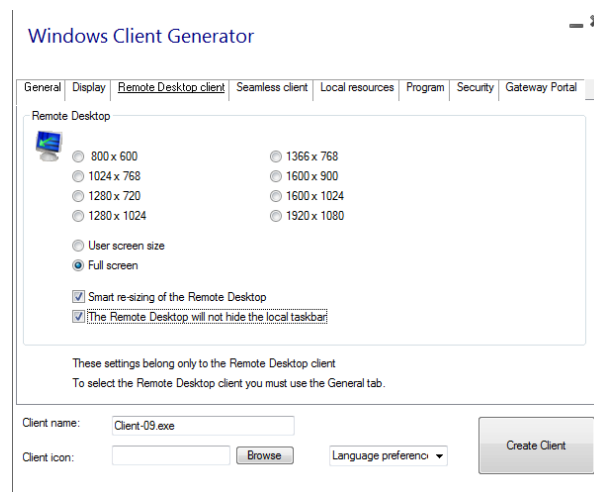 Windows Client Generator
General Display Remote Desktop client Seamless client Local resources Program Security Gateway Portal
Remote Desktop
800 x 600 1366 x 768
1024 x 768 1600 x 900
1280 x 720 1600 x 1024
1280 x 1024 1920 x 1080
User screen size
Full screen
Smart re-sizing of the Remote Desktop
The Remote Desktop will not hide the local taskbar
These settings belong only to the Remote Desktop client
To select the Remote Desktop client you must use the General tab.
Client name: Client-09.exe
Create Client
Client icon: Browse Language preference